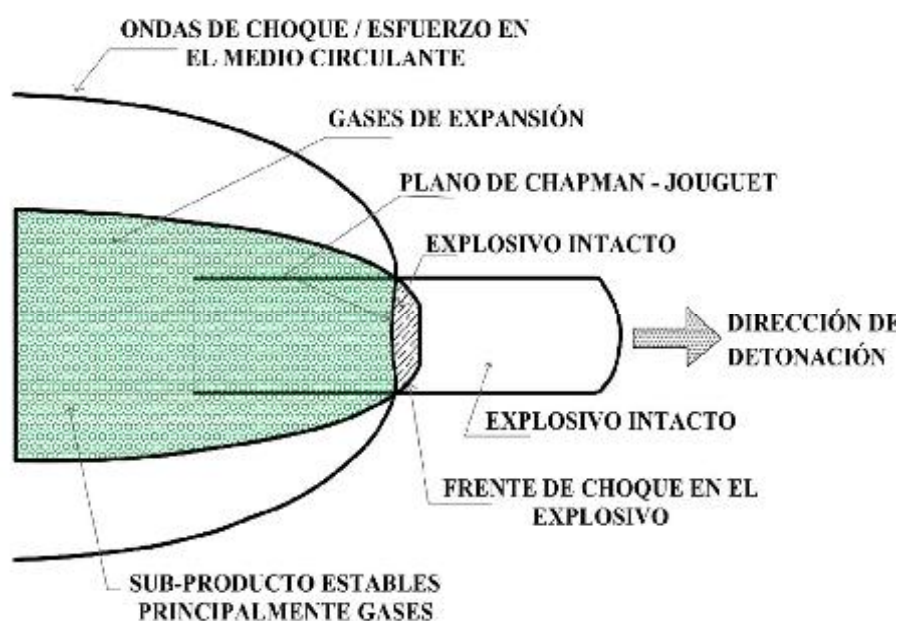 ONDAS DE CHOQUE / ESFUERZO EN
EL MEDIO CIRCULANTE
GASES DE EXPANSIÓN
PLANO DE CHAPMAN - JOUGUET
EXPLOSIVO INTACTO
DIRECCIÓN DE
DETONACIÓN
EXPLOSIVO INTACTO
FRENTE DE CHOQUE EN EL
EXPLOSIVO
SUB-PRODUCTO ESTABLES
PRINCIPALMENTE GASES